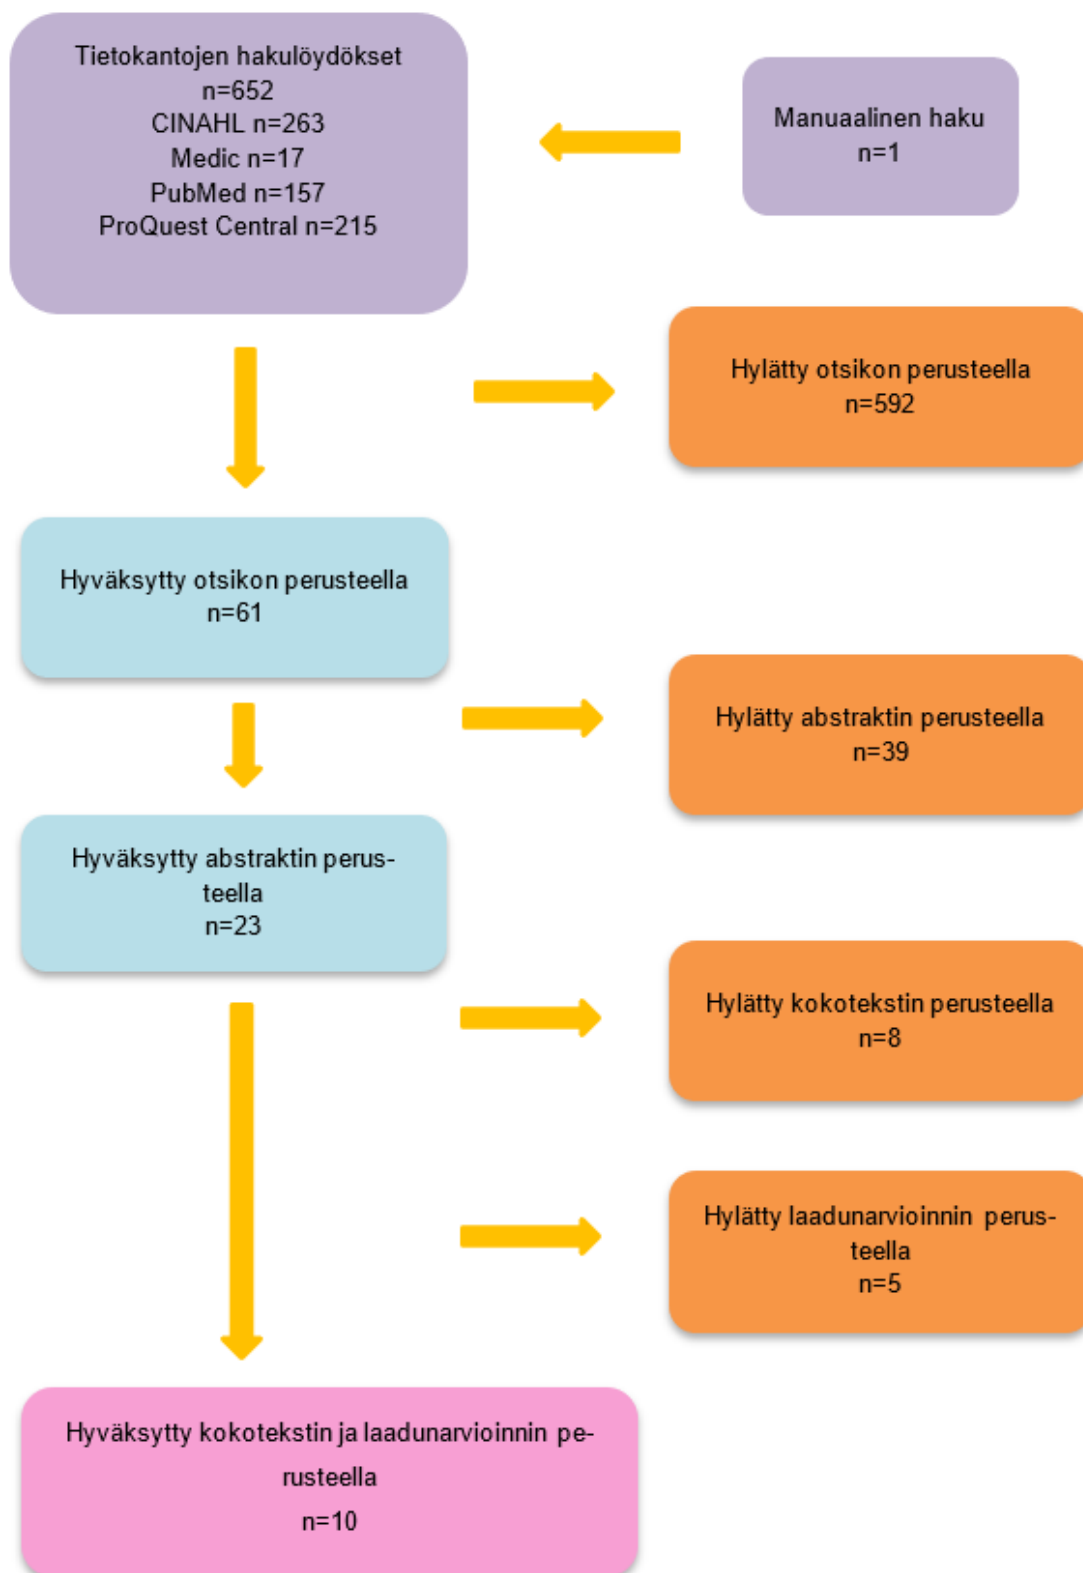 Tietokantojen hakulöydökset
n=652
CINAHL n=263
Medic n=17
PubMed n=157
ProQuest Central n=215
Manuaalinen haku
n=1
Hylätty otsikon perusteella
n=592
Hyväksytty otsikon perusteella
n=61
Hylätty abstraktin perusteella
n=39
Hyväksytty abstraktin perus-
teella
n=23
Hylätty kokotekstin perusteella
n=8
Hylätty laadunarvioinnin perus-
teella
n=5
Hyväksytty kokotekstin ja laadunarvioinnin pe-
rusteella
n=10